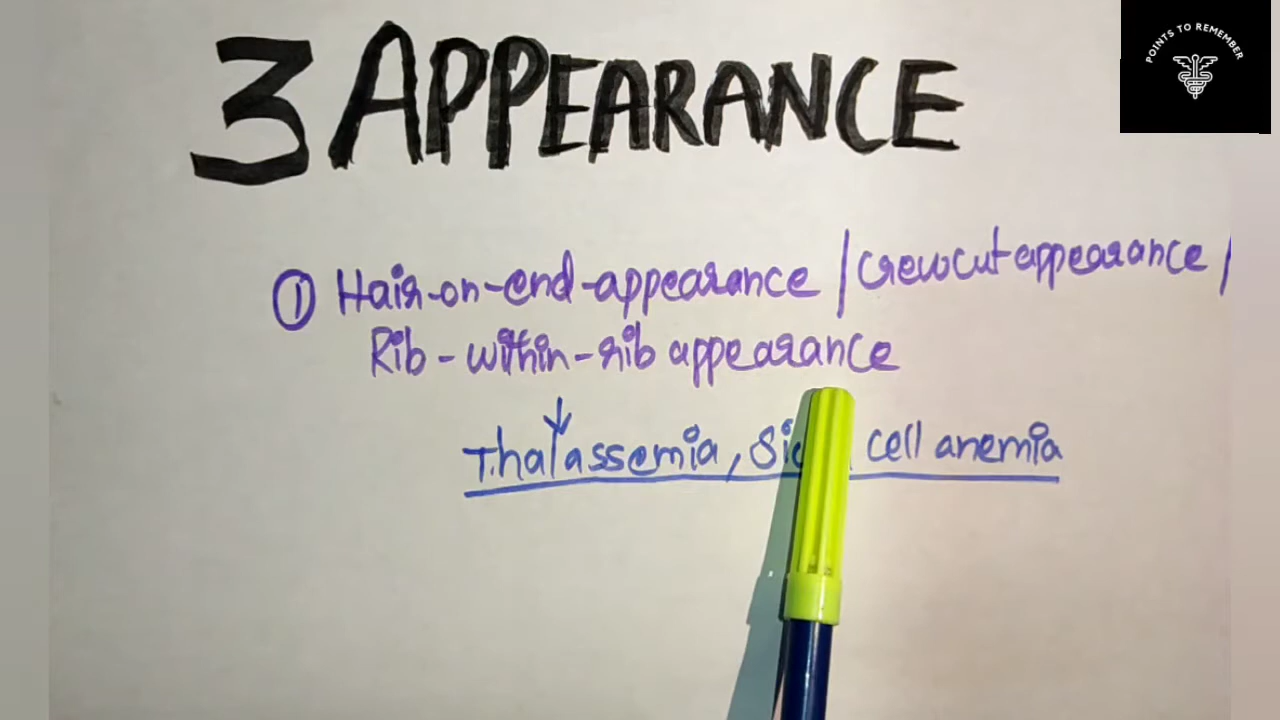 3 APPEARANCE
POINTS TO REMEMBER
① Hair-on-end-appearance / Crewcut appearance /
Rib-within-rib appearance
↓
Thalassemia, cell anemia